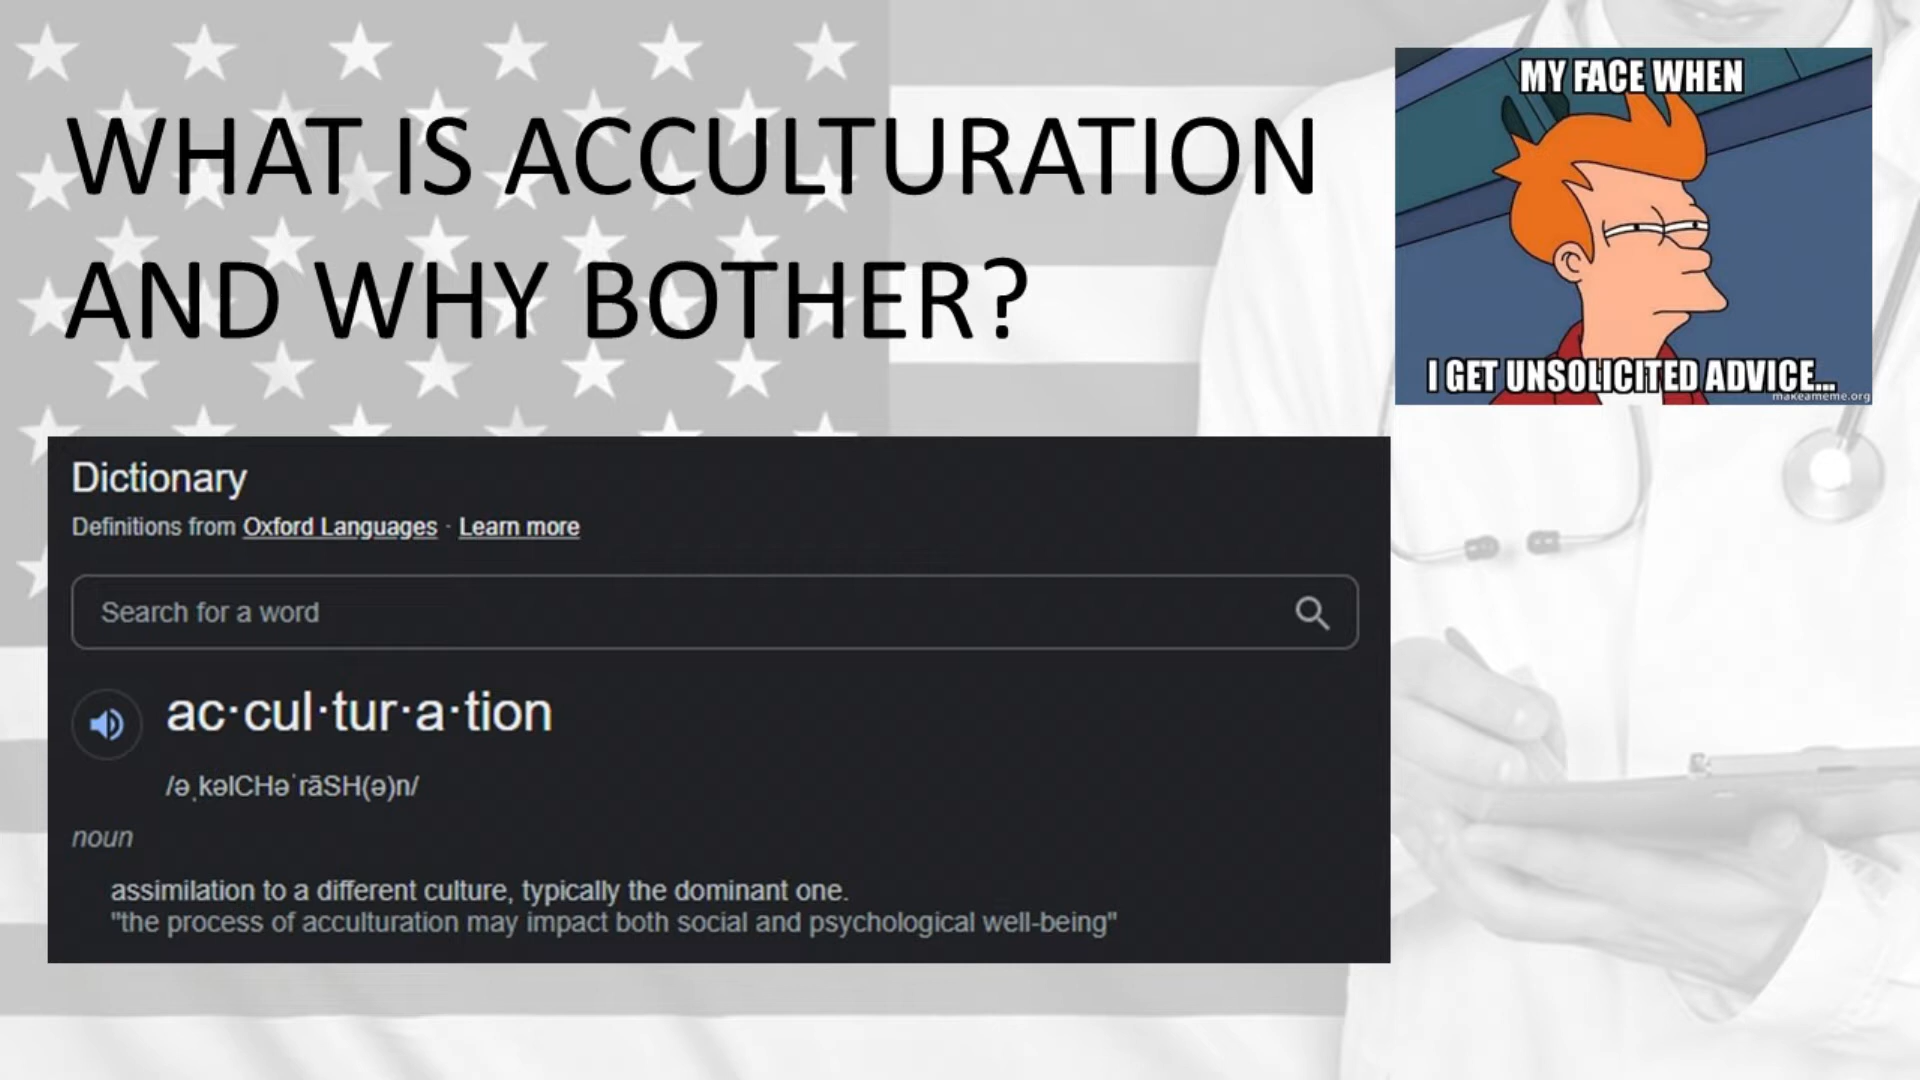 WHAT IS ACCULTURATION
AND WHY BOTHER?
MY FACE WHEN
I GET UNSOLICITED ADVICE...
makeameme.org
Dictionary
Definitions from Oxford Languages · Learn more
Search for a word
ac·cul·tur·a·tion
/əˌkəlCHəˈrāSH(ə)n/
noun
assimilation to a different culture, typically the dominant one.
"the process of acculturation may impact both social and psychological well-being"